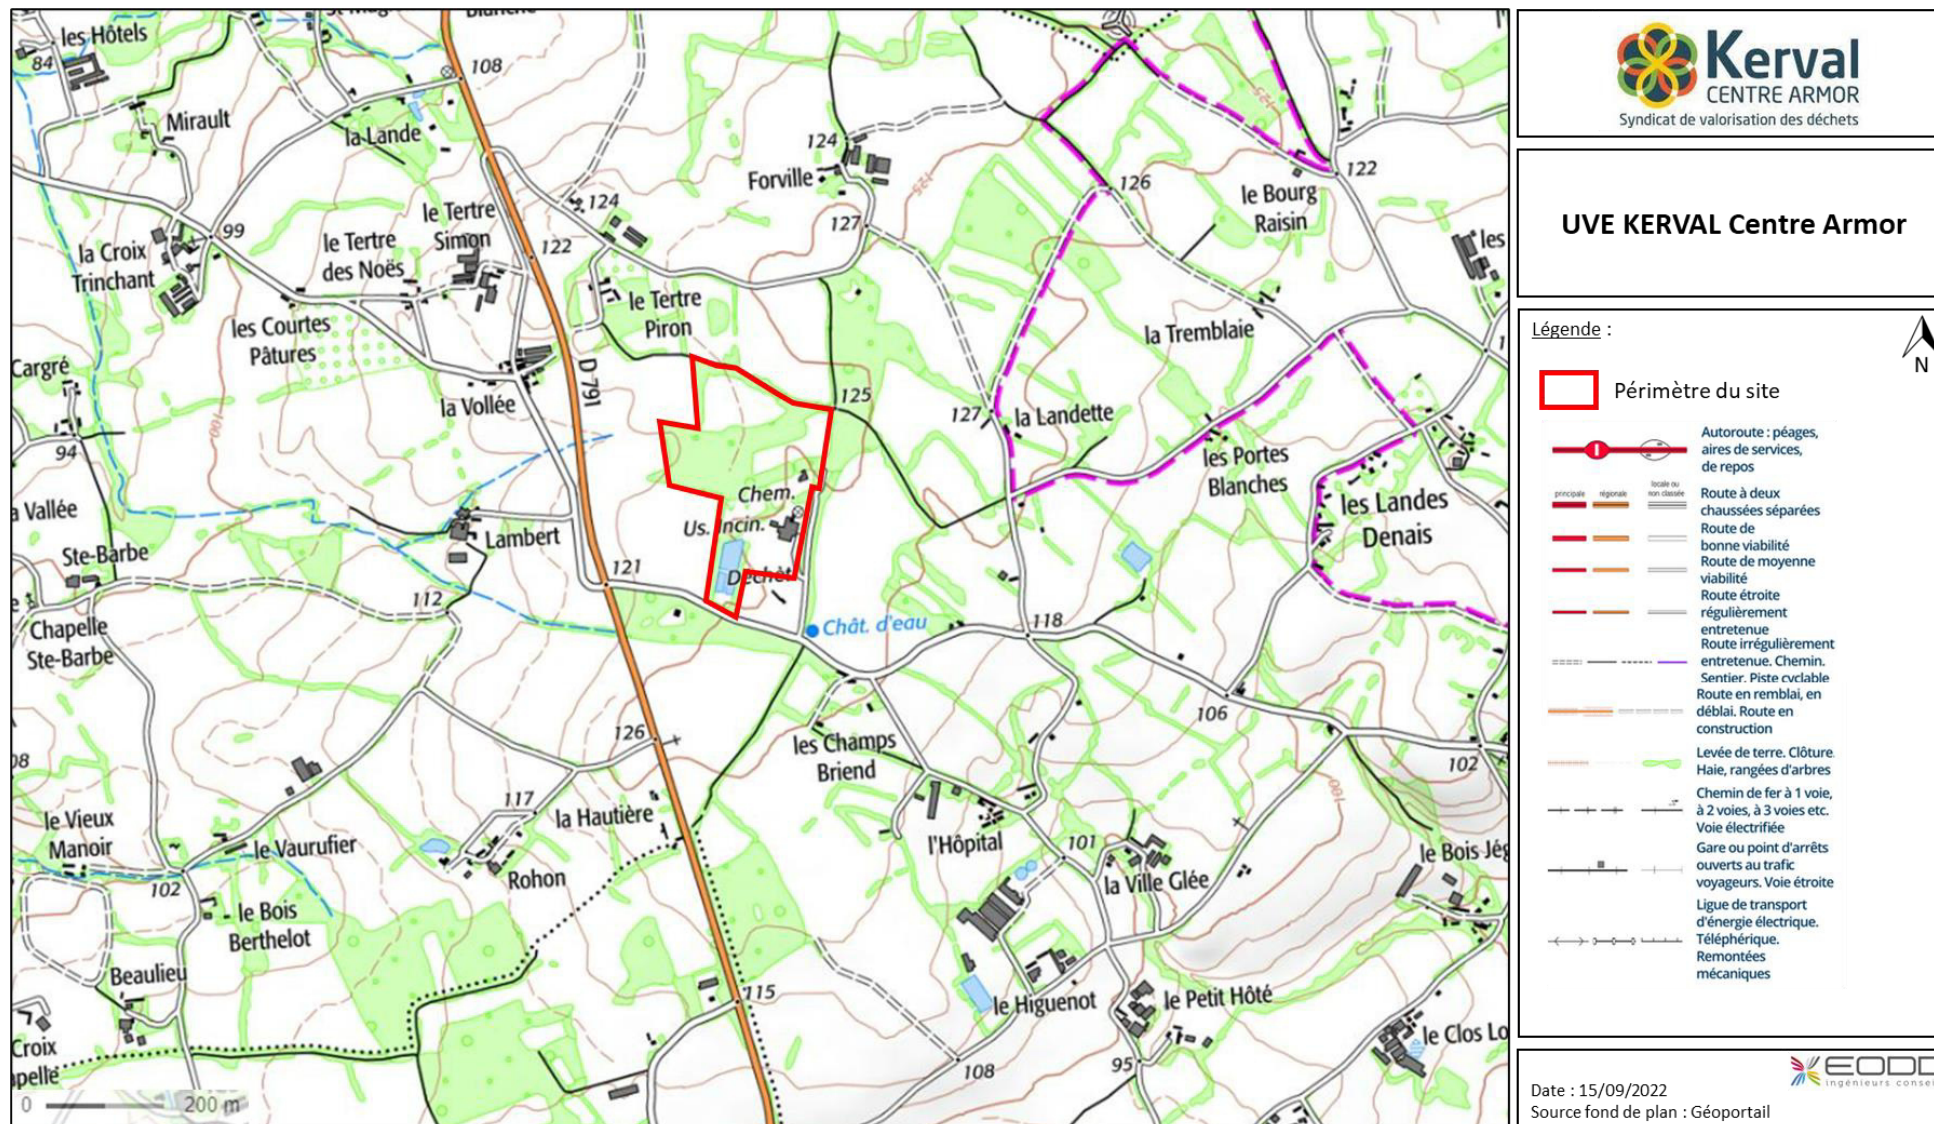 les Hôtels
84
Blanche
108
Mirault
la Lande
124
Forville
125
126
le Bourg
Raisin
122
les
99
le Tertre
Simon
124
127
122
la Croix
Trinchant
le Tertre
des Noës
le Tertre
Piron
les Courtes
Pâtures
la Tremblaie
D 791
Cargré
la Vollée
125
127
la Landette
100
94
les Portes
Blanches
Chem.
Us. Incin.
les Landes
Denais
a Vallée
Lambert
Ste-Barbe
121
Déchèt.
112
Chât. d'eau
118
Chapelle
Ste-Barbe
106
126
les Champs
Briend
102
08
100
117
la Hautière
le Vieux
Manoir
le Vaurufier
l'Hôpital
101
le Bois Jég
Rohon
la Ville Glée
102
le Bois
Berthelot
Beaulieu
115
le Higuenot
le Petit Hôté
le Clos Lo
Croix
apelle
108
95
0 200 m
Kerval
CENTRE ARMOR
Syndicat de valorisation des déchets
UVE KERVAL Centre Armor
Légende :
N
Périmètre du site
Autoroute : péages,
aires de services,
de repos
principale régionale locale ou
non classée
Route à deux
chaussées séparées
Route de
bonne viabilité
Route de moyenne
viabilité
Route étroite
régulièrement
entretenue
Route irrégulièrement
entretenue. Chemin.
Sentier. Piste cyclable
Route en remblai, en
déblai. Route en
construction
Levée de terre. Clôture
Haie, rangées d'arbres
Chemin de fer à 1 voie,
à 2 voies, à 3 voies etc.
Voie électrifiée
Gare ou point d'arrêts
ouverts au trafic
voyageurs. Voie étroite
Ligue de transport
d'énergie électrique.
Téléphérique.
Remontées
mécaniques
EODD
ingénieurs conseil
Date : 15/09/2022
Source fond de plan : Géoportail